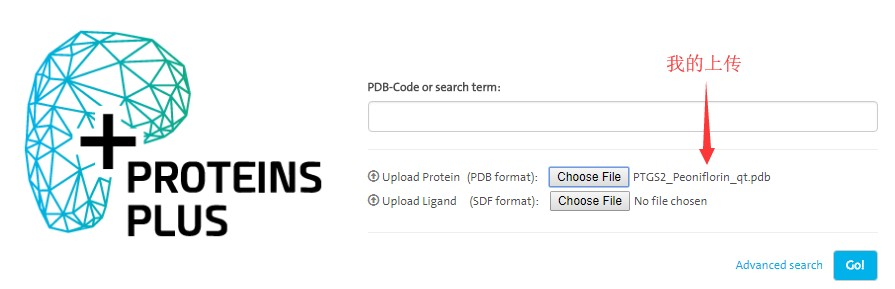 PROTEINS
PLUS
我的上传
PDB-Code or search term:
Upload Protein (PDB format): Choose File PTGS2_Peoniflorin_qt.pdb
Upload Ligand (SDF format): Choose File No file chosen
Advanced search Go!